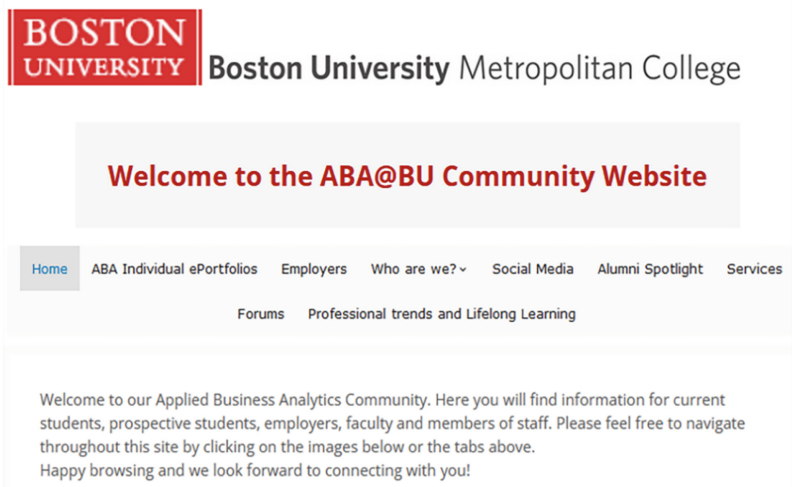 BOSTON
UNIVERSITY
Boston University Metropolitan College
Welcome to the ABA@BU Community Website
Home ABA Individual ePortfolios Employers Who are we? Social Media Alumni Spotlight Services
Forums Professional trends and Lifelong Learning
Welcome to our Applied Business Analytics Community. Here you will find information for current
students, prospective students, employers, faculty and members of staff. Please feel free to navigate
throughout this site by clicking on the images below or the tabs above.
Happy browsing and we look forward to connecting with you!